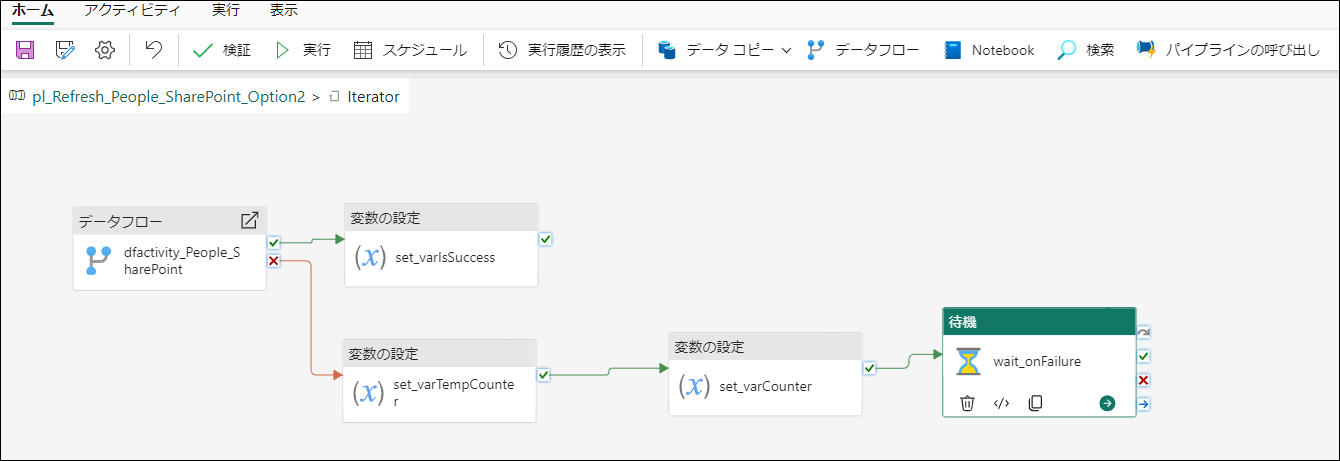 ホーム アクティビティ 実行 表示
検証 実行 スケジュール 実行履歴の表示 データ コピー データフロー Notebook 検索 パイプラインの呼び出し
pl_Refresh_People_SharePoint_Option2 > Iterator
データフロー
dfactivity_People_S
harePoint
変数の設定
set_varIsSuccess
変数の設定
set_varTempCounte
r
変数の設定
set_varCounter
待機
wait_onFailure